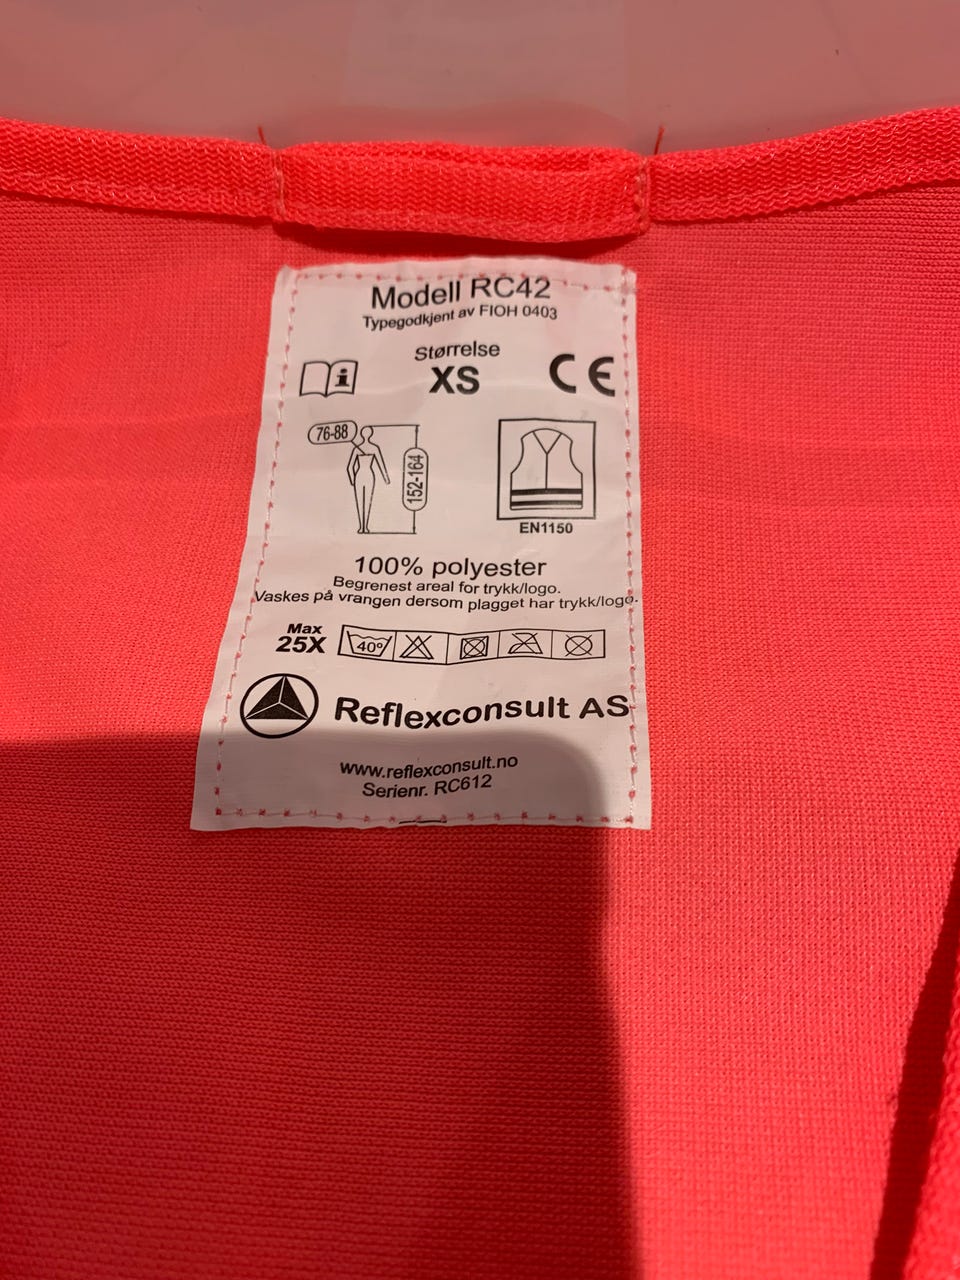 Modell RC42
Typegodkjent av FIOH 0403
Størrelse
XS
CE
76-88
152-164
EN1150
100% polyester
Begrenest areal for trykk/logo.
Vaskes på vrangen dersom plagget har trykk/logo.
Max
25X
40°
Reflexconsult AS
www.reflexconsult.no
Serienr. RC612